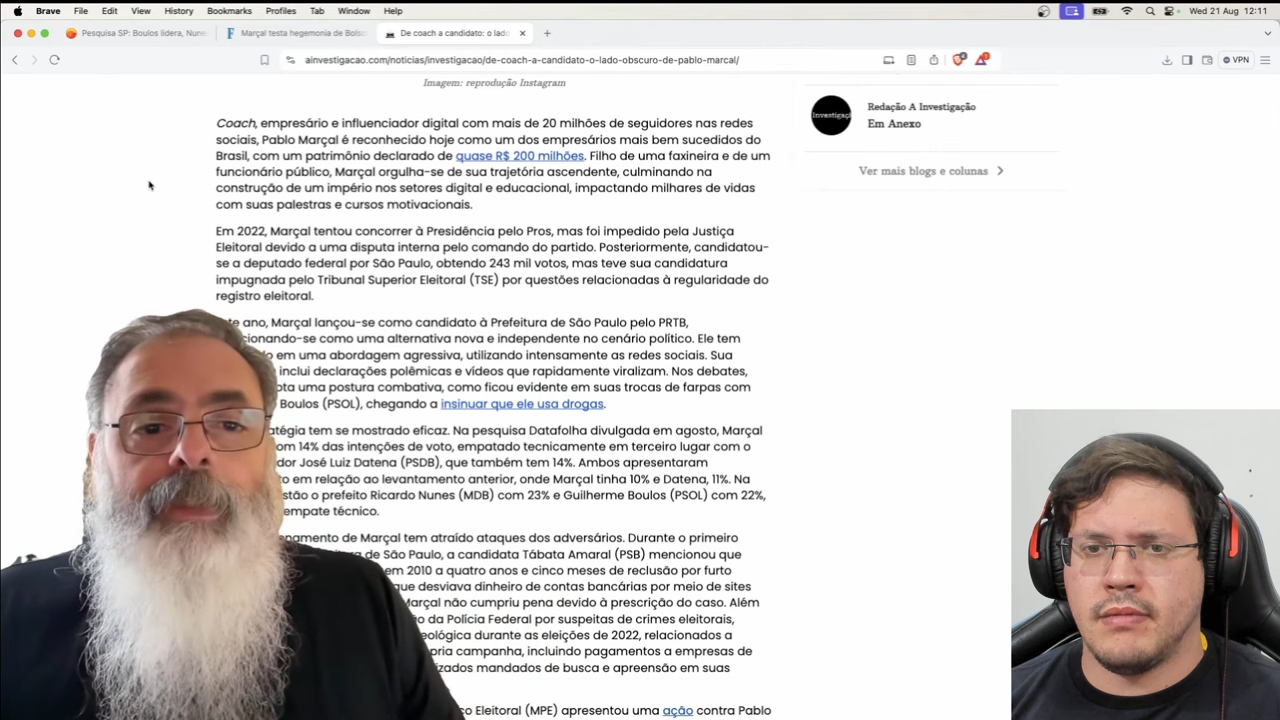 Brave File Edit View History Bookmarks Profiles Tab Window Help
Wed 21 Aug 12:11
Pesquisa SP: Boulos lidera, Nune
Marçal testa hegemonia de Bolso
De coach a candidato: o lado
ainvestigacao.com/noticias/investigacao/de-coach-a-candidato-o-lado-obscuro-de-pablo-marcal/
VPN
Imagem: reprodução Instagram
Coach, empresário e influenciador digital com mais de 20 milhões de seguidores nas redes
sociais, Pablo Marçal é reconhecido hoje como um dos empresários mais bem sucedidos do
Brasil, com um patrimônio declarado de quase R$ 200 milhões. Filho de uma faxineira e de um
funcionário público, Marçal orgulha-se de sua trajetória ascendente, culminando na
construção de um império nos setores digital e educacional, impactando milhares de vidas
com suas palestras e cursos motivacionais.
Em 2022, Marçal tentou concorrer à Presidência pelo Pros, mas foi impedido pela Justiça
Eleitoral devido a uma disputa interna pelo comando do partido. Posteriormente, candidatou-
se a deputado federal por São Paulo, obtendo 243 mil votos, mas teve sua candidatura
impugnada pelo Tribunal Superior Eleitoral (TSE) por questões relacionadas à regularidade do
registro eleitoral.
te ano, Marçal lançou-se como candidato à Prefeitura de São Paulo pelo PRTB,
cionando-se como uma alternativa nova e independente no cenário político. Ele tem
em uma abordagem agressiva, utilizando intensamente as redes sociais. Sua
inclui declarações polêmicas e vídeos que rapidamente viralizam. Nos debates,
ota uma postura combativa, como ficou evidente em suas trocas de farpas com
Boulos (PSOL), chegando a insinuar que ele usa drogas.
atégia tem se mostrado eficaz. Na pesquisa Datafolha divulgada em agosto, Marçal
om 14% das intenções de voto, empatado tecnicamente em terceiro lugar com o
dor José Luiz Datena (PSDB), que também tem 14%. Ambos apresentaram
o em relação ao levantamento anterior, onde Marçal tinha 10% e Datena, 11%. Na
stão o prefeito Ricardo Nunes (MDB) com 23% e Guilherme Boulos (PSOL) com 22%,
empate técnico.
namento de Marçal tem atraído ataques dos adversários. Durante o primeiro
ra de São Paulo, a candidata Tábata Amaral (PSB) mencionou que
em 2010 a quatro anos e cinco meses de reclusão por furto
que desviava dinheiro de contas bancárias por meio de sites
Marçal não cumpriu pena devido à prescrição do caso. Além
o da Polícia Federal por suspeitas de crimes eleitorais,
eológica durante as eleições de 2022, relacionados a
pria campanha, incluindo pagamentos a empresas de
izados mandados de busca e apreensão em suas
co Eleitoral (MPE) apresentou uma ação contra Pablo
Investigaçã
Redação A Investigação
Em Anexo
Ver mais blogs e colunas